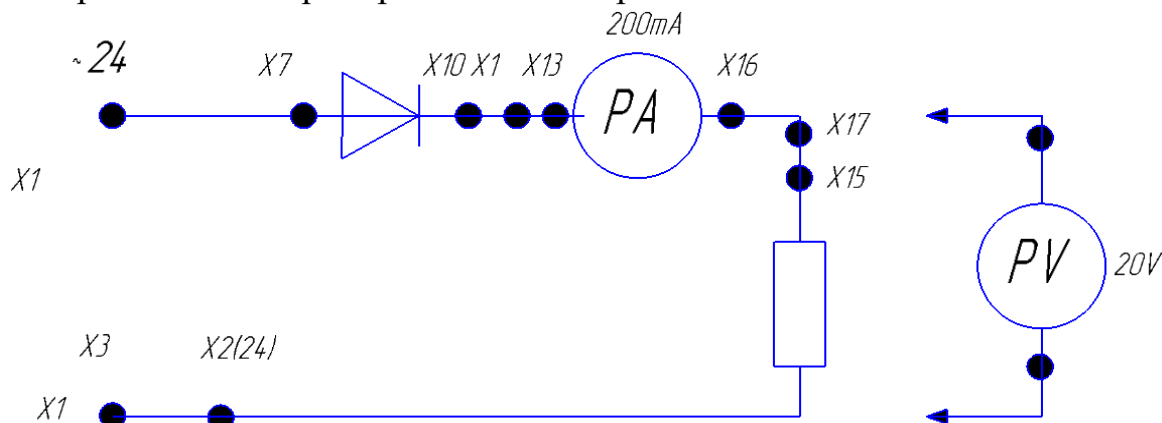 200mA
~24 X7 X10 X1 X13 X16
PA
X17
X1 X15
PV 20V
X3 X2(24)
X1